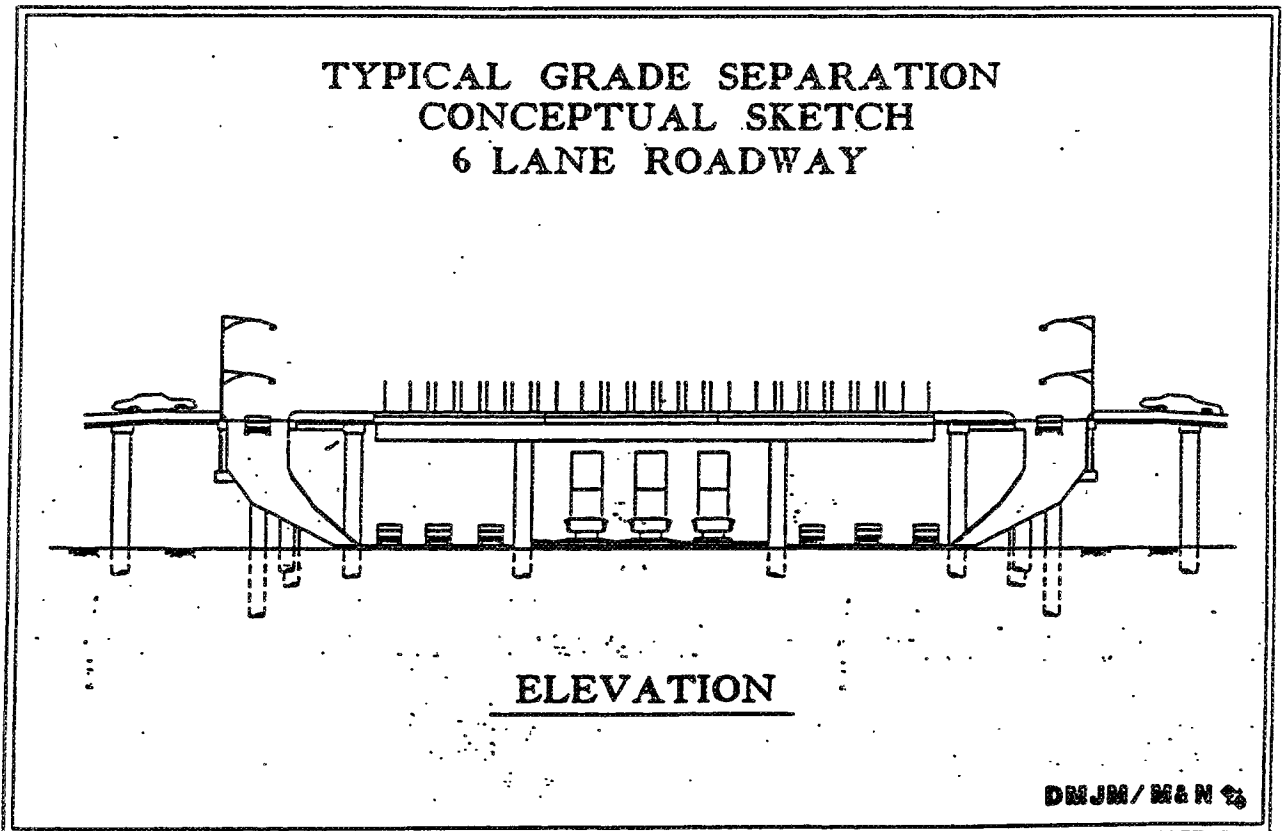 TYPICAL GRADE SEPARATION
CONCEPTUAL SKETCH
6 LANE ROADWAY
ELEVATION
DMJM/M&N